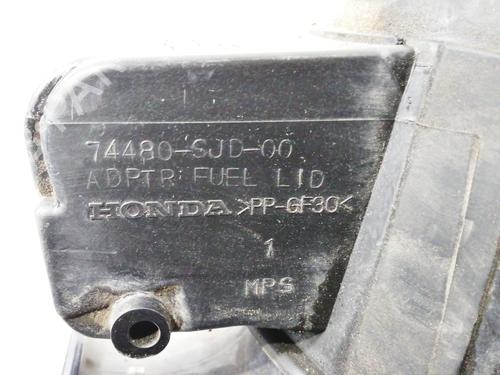 74480-SJD-00
ADPTR FUEL LID
HONDA >PP-GF30<
1
MPS